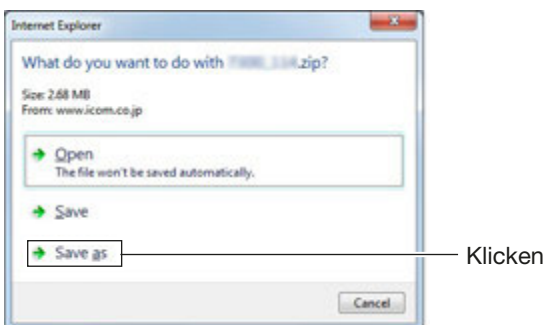 Internet Explorer
What do you want to do with .zip?
Size: 2.68 MB
From: www.icom.co.jp
Open
The file won't be saved automatically.
Save
Save as
Klicken
Cancel